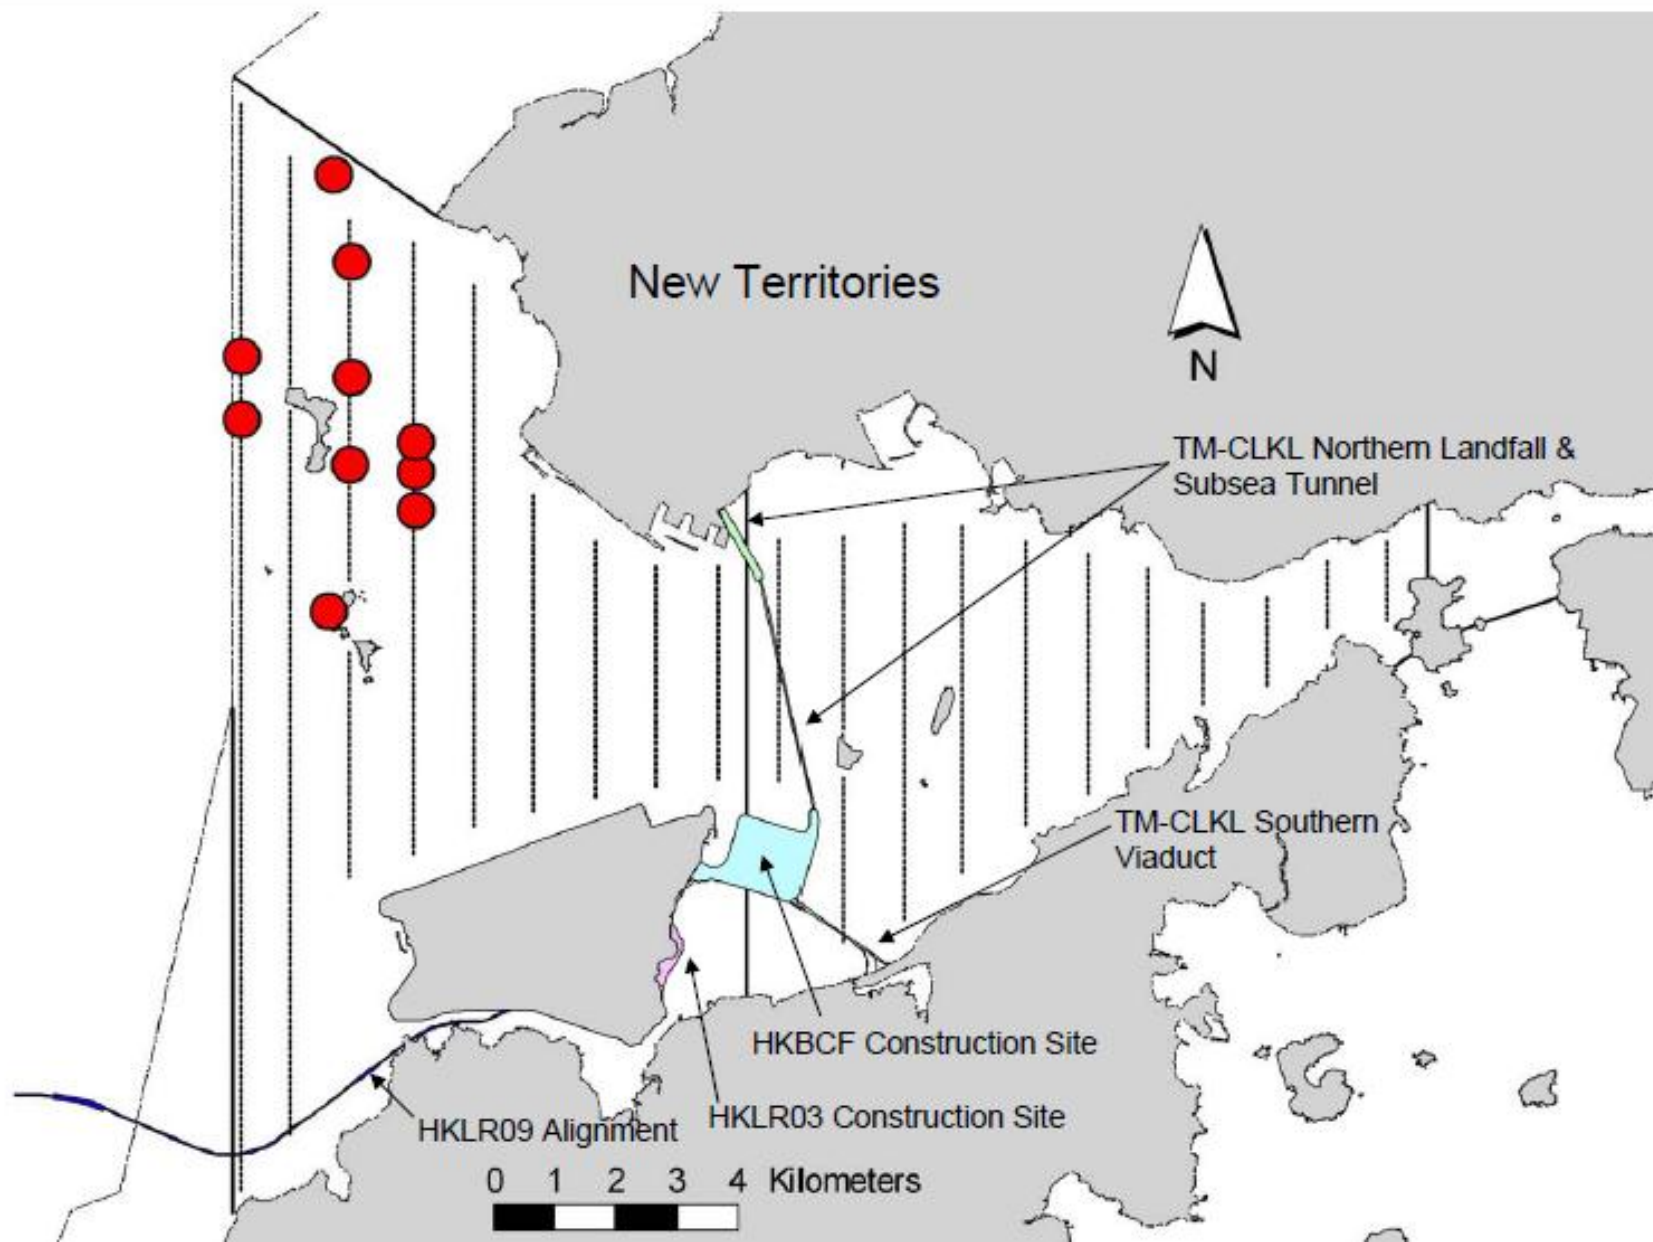 New Territories
N
TM-CLKL Northern Landfall &
Subsea Tunnel
TM-CLKL Southern
Viaduct
HKBCF Construction Site
HKLR03 Construction Site
HKLR09 Alignment
0 1 2 3 4 Kilometers